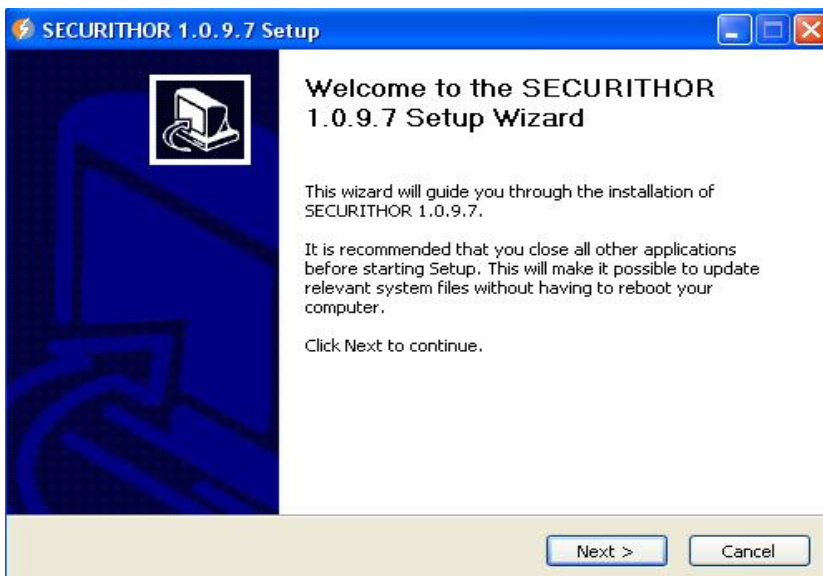 SECURITHOR 1.0.9.7 Setup
Welcome to the SECURITHOR
1.0.9.7 Setup Wizard
This wizard will guide you through the installation of
SECURITHOR 1.0.9.7.
It is recommended that you close all other applications
before starting Setup. This will make it possible to update
relevant system files without having to reboot your
computer.
Click Next to continue.
Next > Cancel